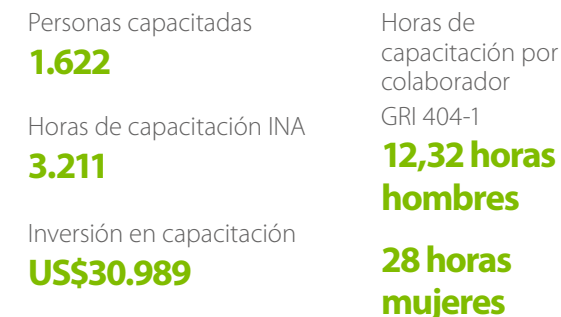 Personas capacitadas
1.622
Horas de capacitación INA
3.211
Inversión en capacitación
US$30.989
Horas de
capacitación por
colaborador
GRI 404-1
12,32 horas
hombres
28 horas
mujeres